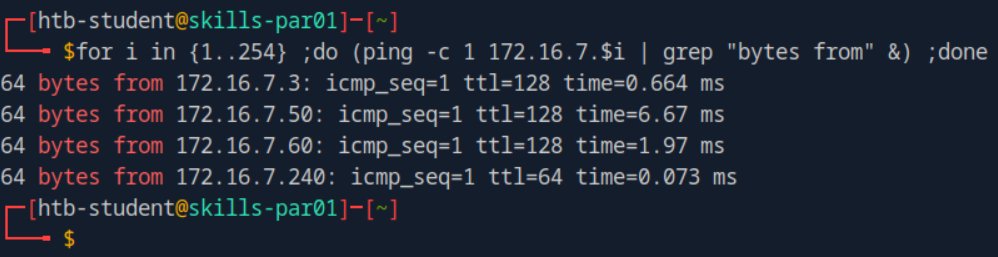 [htb-student@skills-par01]-[~]
$for i in {1..254} ;do (ping -c 1 172.16.7.$i | grep "bytes from" &) ;done
64 bytes from 172.16.7.3: icmp_seq=1 ttl=128 time=0.664 ms
64 bytes from 172.16.7.50: icmp_seq=1 ttl=128 time=6.67 ms
64 bytes from 172.16.7.60: icmp_seq=1 ttl=128 time=1.97 ms
64 bytes from 172.16.7.240: icmp_seq=1 ttl=64 time=0.073 ms
[htb-student@skills-par01]-[~]
$